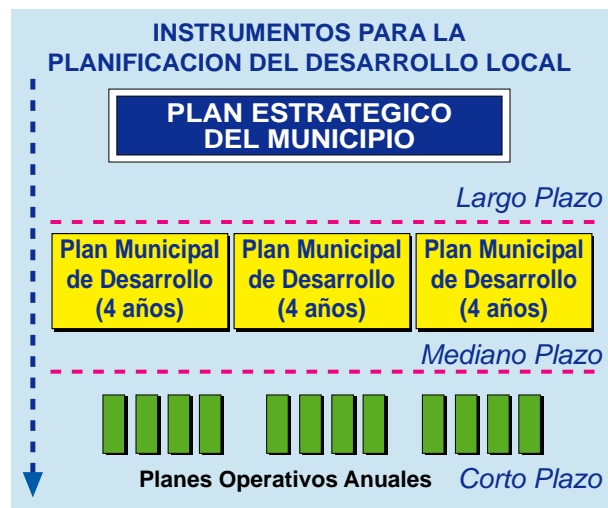 INSTRUMENTOS PARA LA
PLANIFICACION DEL DESARROLLO LOCAL
PLAN ESTRATEGICO
DEL MUNICIPIO
Largo Plazo
Plan Municipal
de Desarrollo
(4 años)
Plan Municipal
de Desarrollo
(4 años)
Plan Municipal
de Desarrollo
(4 años)
Mediano Plazo
Planes Operativos Anuales
Corto Plazo